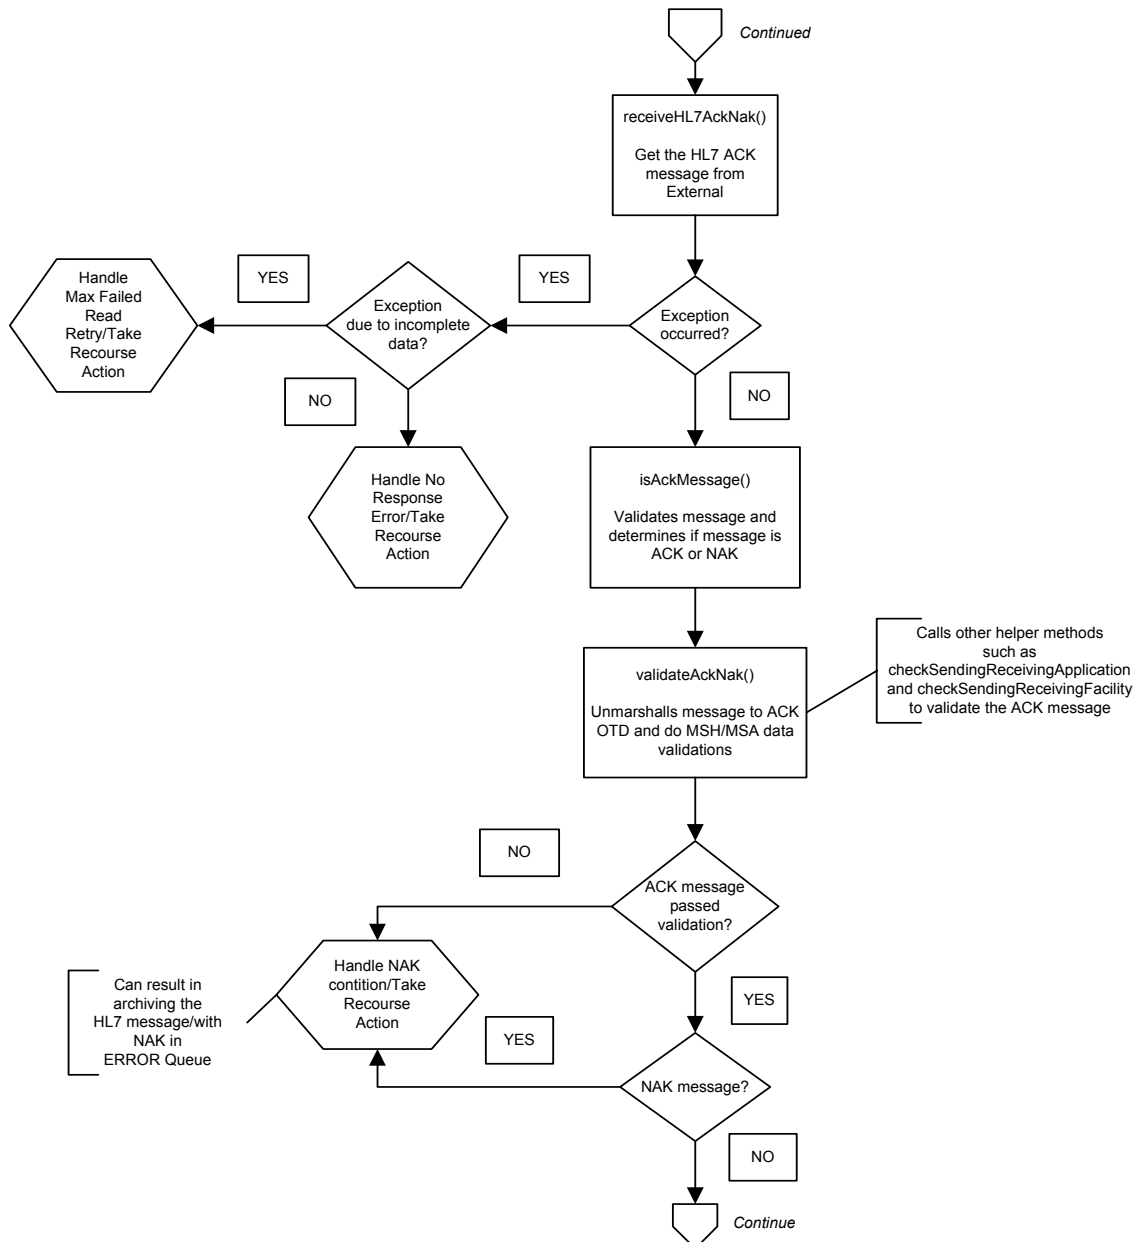 Continued
receiveHL7AckNak()
Get the HL7 ACK
message from
External
Handle
Max Failed
Read
Retry/Take
Recourse
Action
YES
Exception
due to incomplete
data?
YES
Exception
occurred?
NO
NO
Handle No
Response
Error/Take
Recourse
Action
isAckMessage()
Validates message and
determines if message is
ACK or NAK
validateAckNak()
Unmarshalls message to ACK
OTD and do MSH/MSA data
validations
Calls other helper methods
such as
checkSendingReceivingApplication
and checkSendingReceivingFacility
to validate the ACK message
NO
ACK message
passed
validation?
Can result in
archiving the
HL7 message/with
NAK in
ERROR Queue
Handle NAK
contition/Take
Recourse
Action
YES
YES
NAK message?
NO
Continue